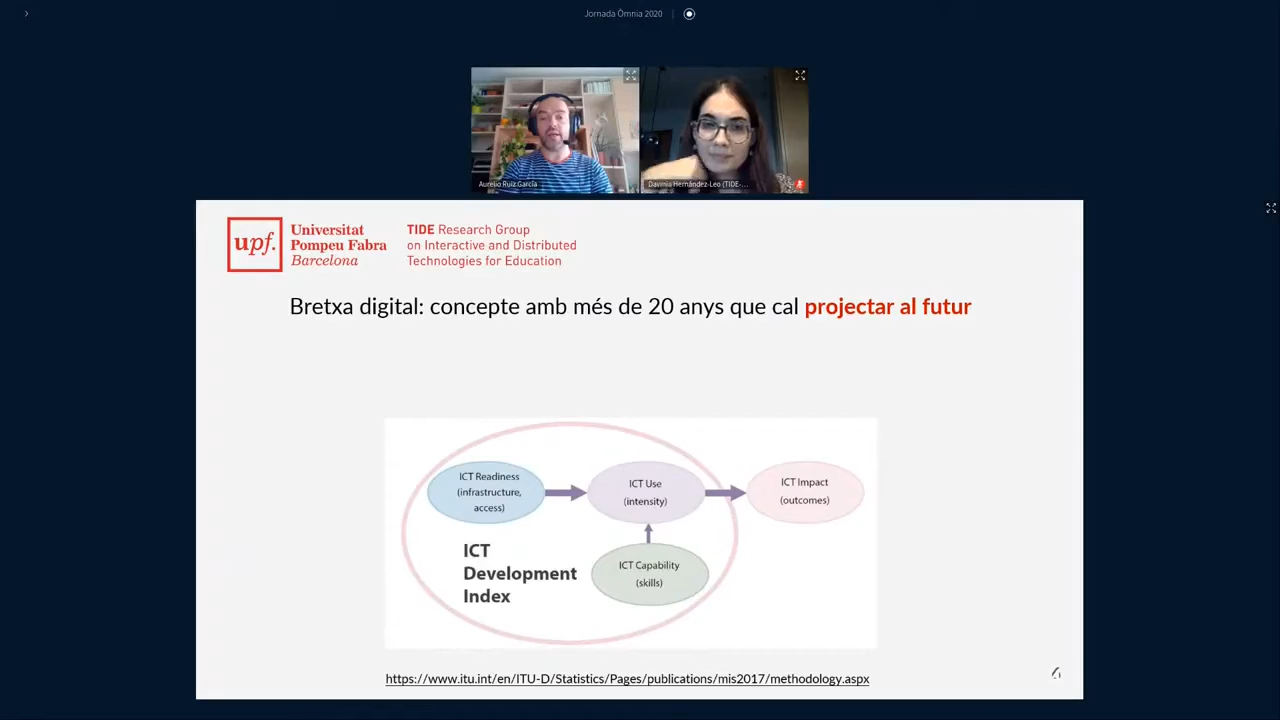 Jornada Òmnia 2020
Aurelio Ruiz García
Davinia Hernández-Leo (TIDE-...
upf.
Universitat
Pompeu Fabra
Barcelona
TIDE Research Group
on Interactive and Distributed
Technologies for Education
Bretxa digital: concepte amb més de 20 anys que cal projectar al futur
ICT Readiness
(infrastructure,
access)
ICT Use
(intensity)
ICT Impact
(outcomes)
ICT
Development
Index
ICT Capability
(skills)
https://www.itu.int/en/ITU-D/Statistics/Pages/publications/mis2017/methodology.aspx